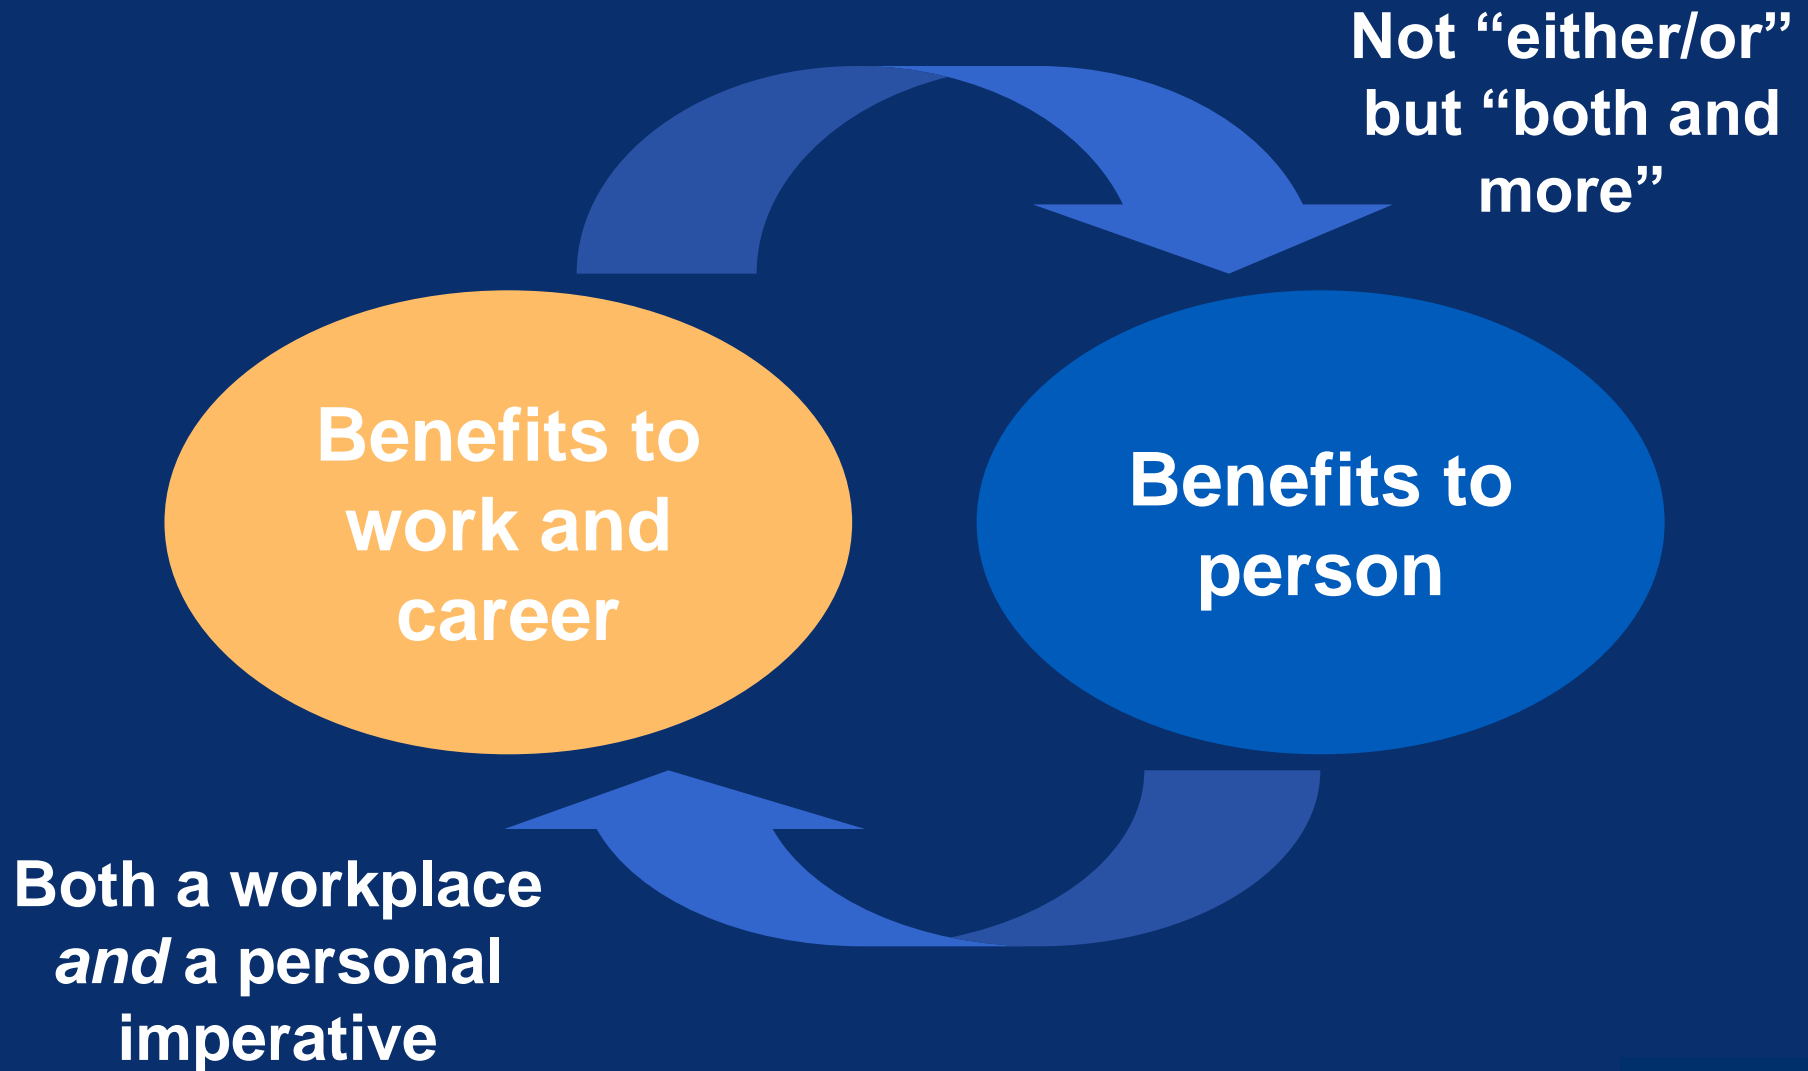 Not “either/or”
but “both and
more”
Benefits to
work and
career
Benefits to
person
Both a workplace
and a personal
imperative